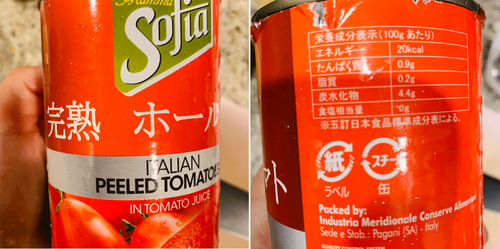 Mamma
Sofia
完熟 ホール
ITALIAN
PEELED TOMATO
IN TOMATO JUICE
ト
栄養成分表示 (100g あたり)
エネルギー 20kcal
たんぱく質 0.9g
脂質 0.2g
炭水化物 4.4g
食塩相当量 0g
※五訂日本食品標準成分表による。
紙 スチール
ラベル 缶
Packed by:
Industria Meridionale Conserve Alimentari
Sede e Stab.: Pagani (SA) - Italy